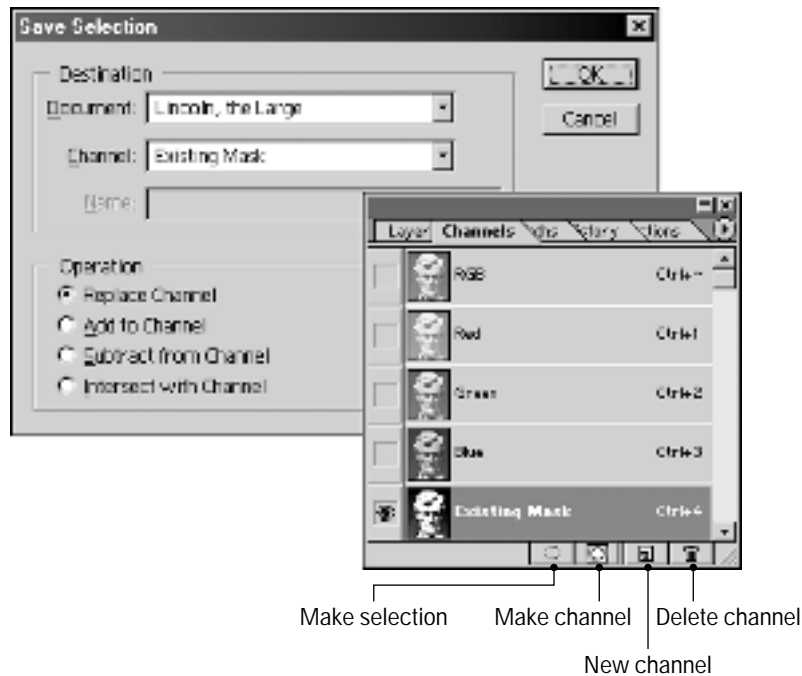 Save Selection
Destination
Document: Lincoln, the Large
Channel: Existing Mask
Name:
OK
Cancel
Operation
Replace Channel
Add to Channel
Subtract from Channel
Intersect with Channel
Layer Channels
RGB Ctrl+~
Red Ctrl+1
Green Ctrl+2
Blue Ctrl+3
Existing Mask Ctrl+4
Make selection
Make channel
Delete channel
New channel